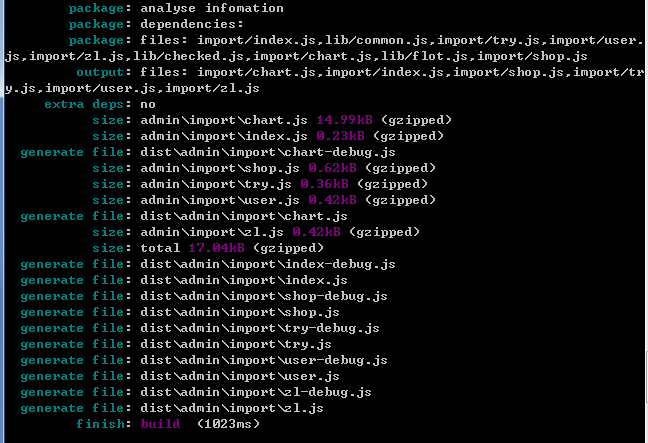 package: analyse infomation
package: dependencies:
package: files: import/index.js,lib/common.js,import/try.js,import/user.
js,import/zl.js,lib/checked.js,import/chart.js,lib/flot.js,import/shop.js
output: files: import/chart.js,import/index.js,import/shop.js,import/tr
y.js,import/user.js,import/zl.js
extra deps: no
size: admin\import\chart.js 14.99kB (gzipped)
size: admin\import\index.js 0.23kB (gzipped)
generate file: dist\admin\import\chart-debug.js
size: admin\import\shop.js 0.62kB (gzipped)
size: admin\import\try.js 0.36kB (gzipped)
size: admin\import\user.js 0.42kB (gzipped)
generate file: dist\admin\import\chart.js
size: admin\import\zl.js 0.42kB (gzipped)
size: total 17.04kB (gzipped)
generate file: dist\admin\import\index-debug.js
generate file: dist\admin\import\index.js
generate file: dist\admin\import\shop-debug.js
generate file: dist\admin\import\shop.js
generate file: dist\admin\import\try-debug.js
generate file: dist\admin\import\try.js
generate file: dist\admin\import\user-debug.js
generate file: dist\admin\import\user.js
generate file: dist\admin\import\zl-debug.js
generate file: dist\admin\import\zl.js
finish: build (1023ms)